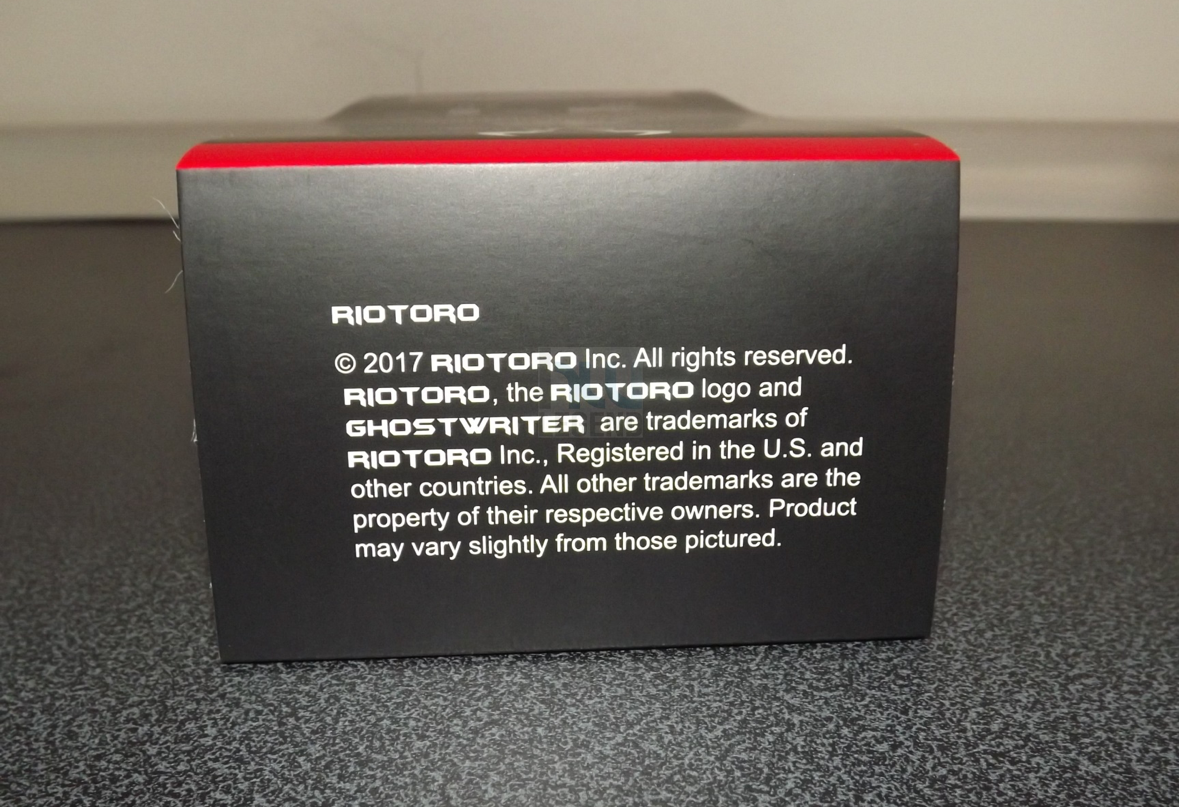 RIOTORO
© 2017 RIOTORO Inc. All rights reserved.
RIOTORO, the RIOTORO logo and
GHOSTWRITER are trademarks of
RIOTORO Inc., Registered in the U.S. and
other countries. All other trademarks are the
property of their respective owners. Product
may vary slightly from those pictured.